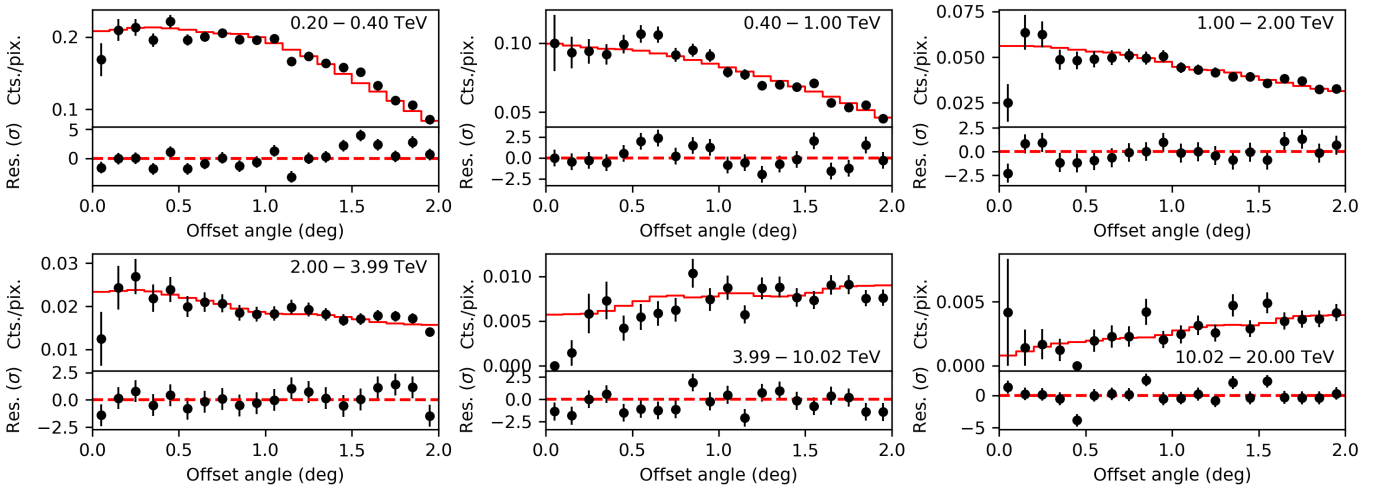 0.20 − 0.40 TeV
Cts./pix.
0.2
0.1
Res. (σ)
5
0
0.0 0.5 1.0 1.5 2.0
Offset angle (deg)
0.40 − 1.00 TeV
Cts./pix.
0.10
0.05
Res. (σ)
2.5
0.0
−2.5
0.0 0.5 1.0 1.5 2.0
Offset angle (deg)
1.00 − 2.00 TeV
Cts./pix.
0.075
0.050
0.025
Res. (σ)
2.5
0.0
−2.5
0.0 0.5 1.0 1.5 2.0
Offset angle (deg)
2.00 − 3.99 TeV
Cts./pix.
0.03
0.02
0.01
Res. (σ)
2.5
0.0
−2.5
0.0 0.5 1.0 1.5 2.0
Offset angle (deg)
3.99 − 10.02 TeV
Cts./pix.
0.010
0.005
0.000
Res. (σ)
2.5
0.0
−2.5
0.0 0.5 1.0 1.5 2.0
Offset angle (deg)
10.02 − 20.00 TeV
Cts./pix.
0.005
0.000
Res. (σ)
0
−5
0.0 0.5 1.0 1.5 2.0
Offset angle (deg)